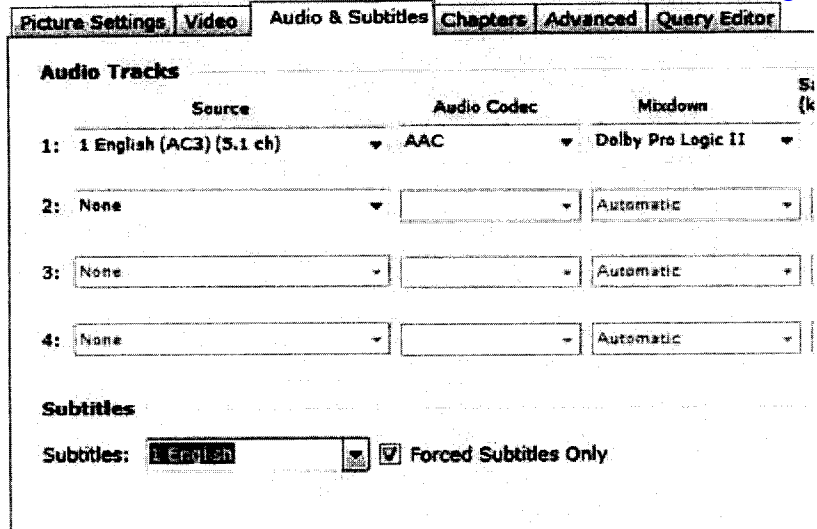 Picture Settings Video Audio & Subtitles Chapters Advanced Query Editor
Audio Tracks
Source Audio Codec Mixdown
1: 1 English (AC3) (5.1 ch) AAC Dolby Pro Logic II
2: None Automatic
3: None Automatic
4: None Automatic
Subtitles
Subtitles: 1 English Forced Subtitles Only